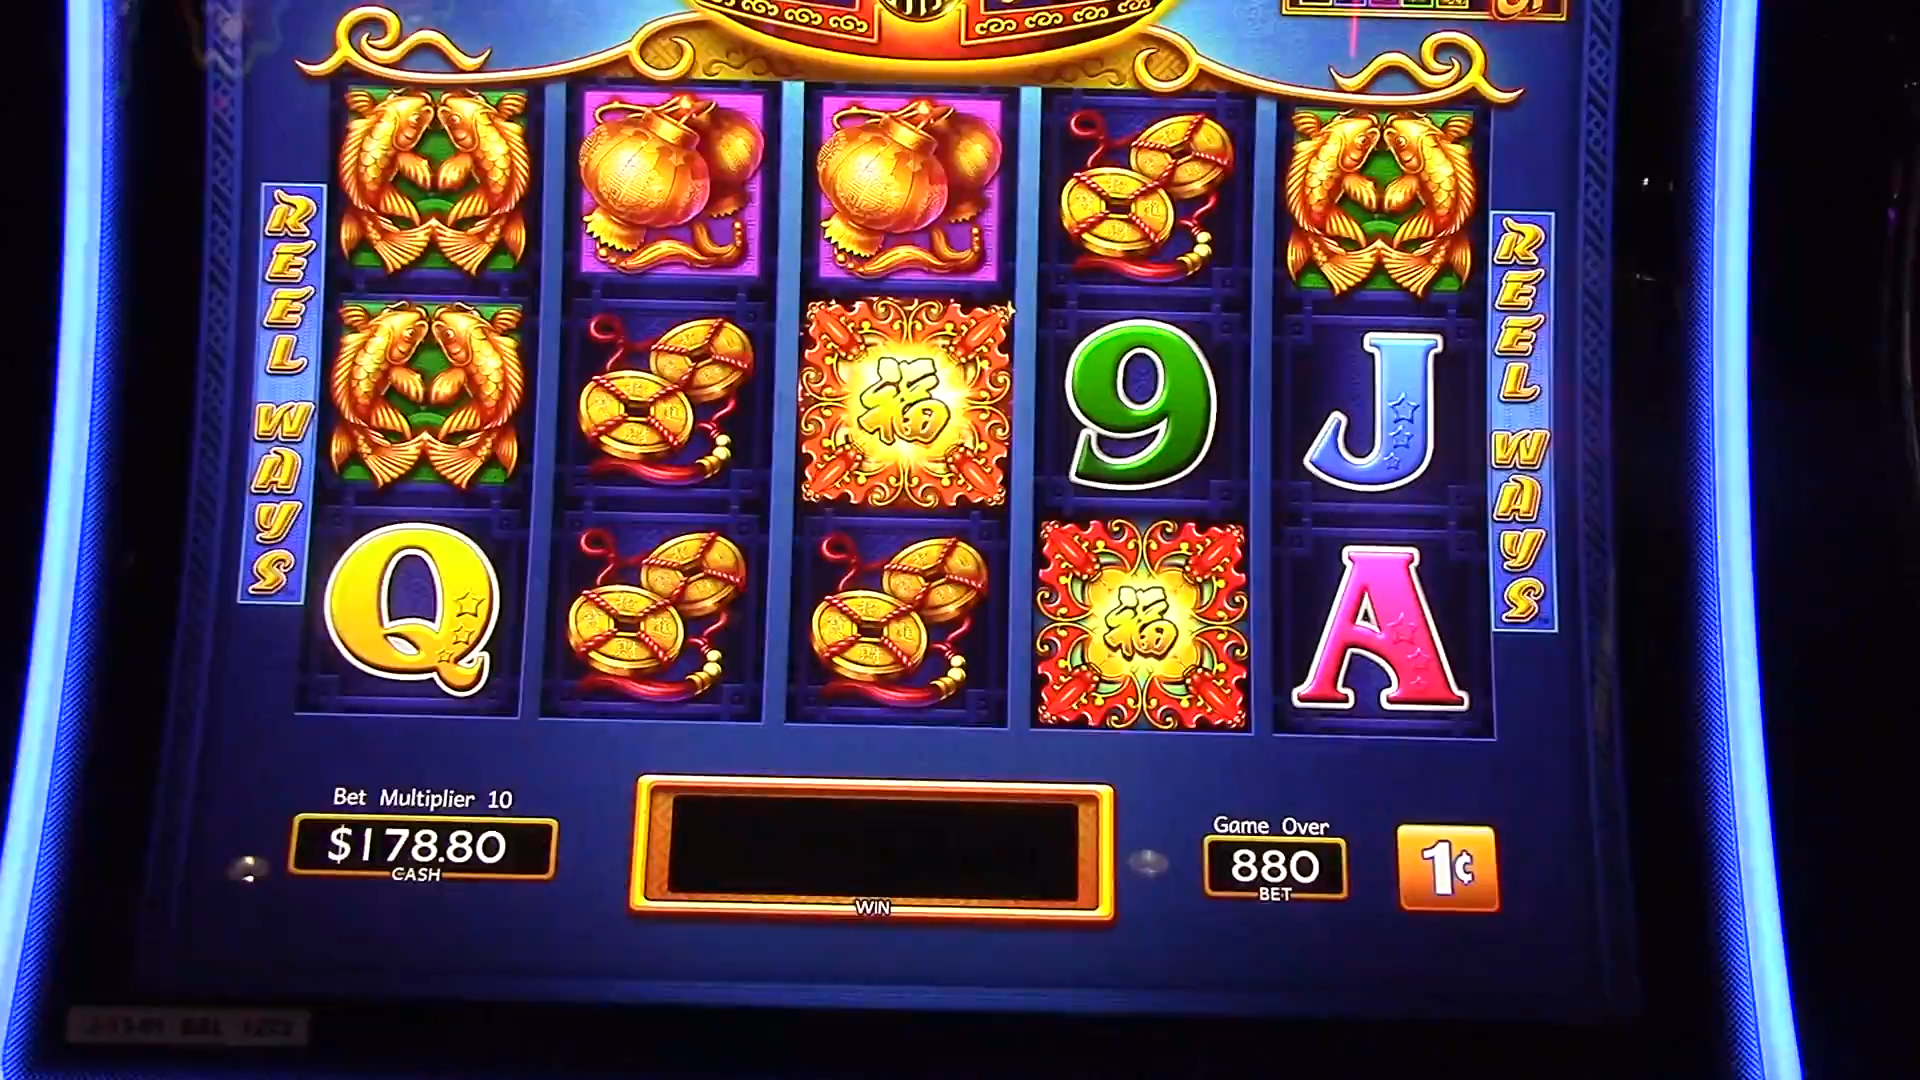 REEL WAYS
REEL WAYS
福
9
J
Q
福
A
Bet Multiplier 10
$178.80
CASH
WIN
Game Over
880
BET
1¢